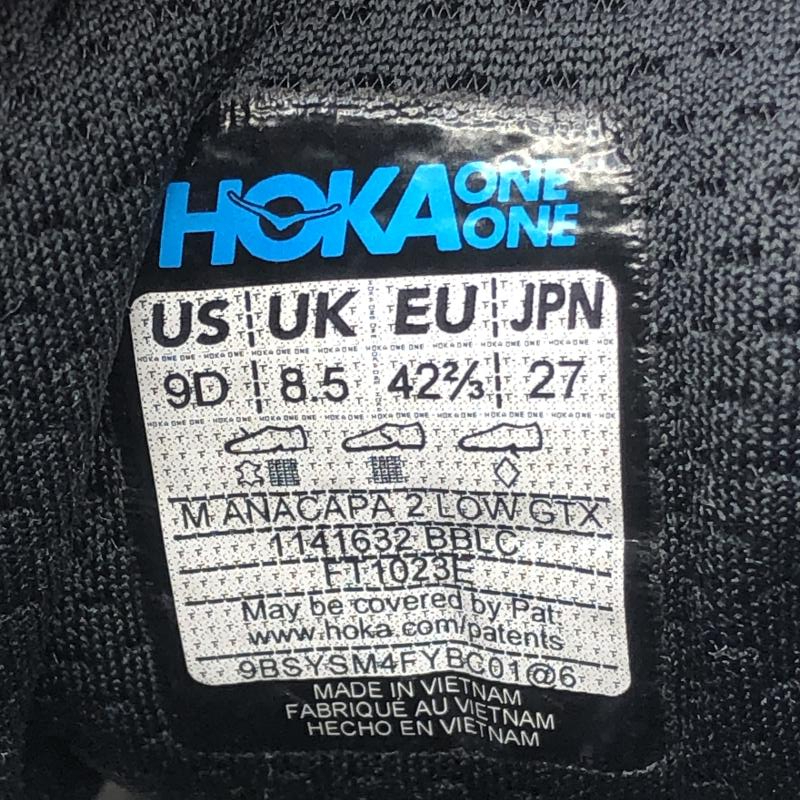 HOKA ONE ONE
US UK EU JPN
9D 8.5 42⅔ 27
M ANACAPA 2 LOW GTX
1141632 BBLC
FT1023E
May be covered by Pat:
www.hoka.com/patents
9BSYSM4FYBC01@6
MADE IN VIETNAM
FABRIQUÉ AU VIETNAM
HECHO EN VIETNAM